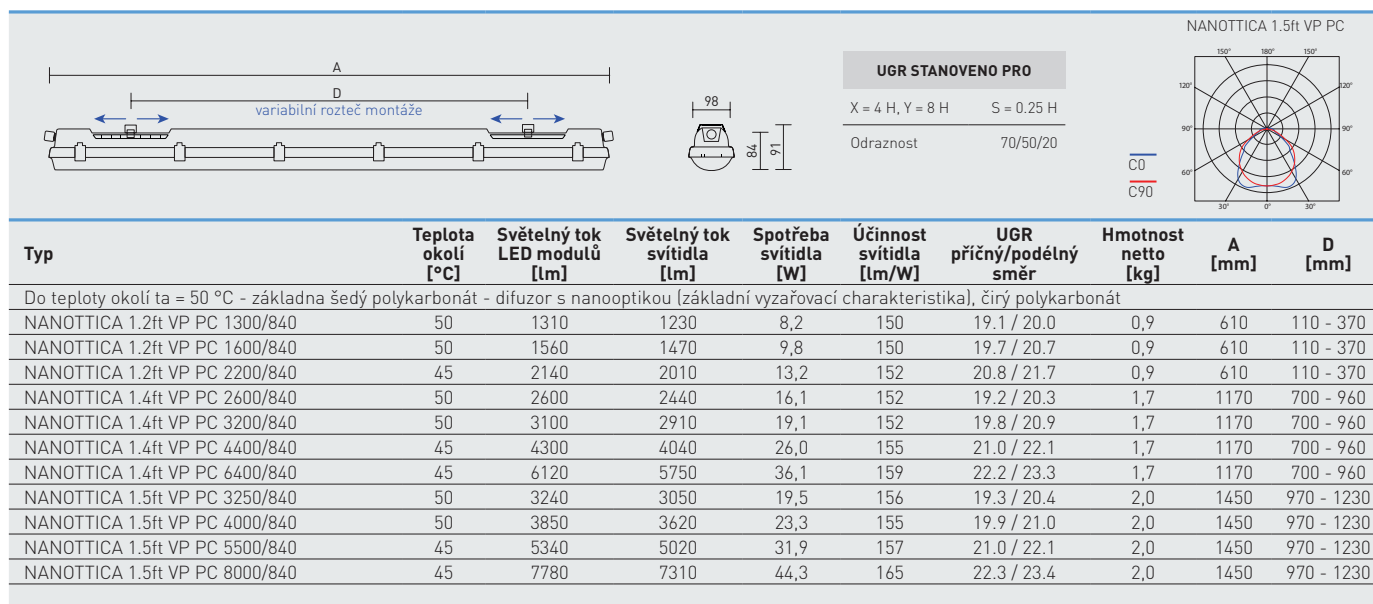 NANOTTICA 1.5ft VP PC
A
D
variabilní rozteč montáže
98
84
91
UGR STANOVENO PRO
X = 4 H, Y = 8 H S = 0.25 H
Odraznost 70/50/20
150° 180° 150°
120° 120°
90° 90°
60° 60°
30° 0° 30°
C0
C90
Typ Teplota okolí [°C] Světelný tok LED modulů [lm] Světelný tok svítidla [lm] Spotřeba svítidla [W] Účinnost svítidla [lm/W] UGR příčný/podélný směr Hmotnost netto [kg] A [mm] D [mm]
Do teploty okolí ta = 50 °C - základna šedý polykarbonát - difuzor s nanooptikou (základní vyzařovací charakteristika), čirý polykarbonát
NANOTTICA 1.2ft VP PC 1300/840 50 1310 1230 8,2 150 19.1 / 20.0 0,9 610 110 - 370
NANOTTICA 1.2ft VP PC 1600/840 50 1560 1470 9,8 150 19.7 / 20.7 0,9 610 110 - 370
NANOTTICA 1.2ft VP PC 2200/840 45 2140 2010 13,2 152 20.8 / 21.7 0,9 610 110 - 370
NANOTTICA 1.4ft VP PC 2600/840 50 2600 2440 16,1 152 19.2 / 20.3 1,7 1170 700 - 960
NANOTTICA 1.4ft VP PC 3200/840 50 3100 2910 19,1 152 19.8 / 20.9 1,7 1170 700 - 960
NANOTTICA 1.4ft VP PC 4400/840 45 4300 4040 26,0 155 21.0 / 22.1 1,7 1170 700 - 960
NANOTTICA 1.4ft VP PC 6400/840 45 6120 5750 36,1 159 22.2 / 23.3 1,7 1170 700 - 960
NANOTTICA 1.5ft VP PC 3250/840 50 3240 3050 19,5 156 19.3 / 20.4 2,0 1450 970 - 1230
NANOTTICA 1.5ft VP PC 4000/840 50 3850 3620 23,3 155 19.9 / 21.0 2,0 1450 970 - 1230
NANOTTICA 1.5ft VP PC 5500/840 45 5340 5020 31,9 157 21.0 / 22.1 2,0 1450 970 - 1230
NANOTTICA 1.5ft VP PC 8000/840 45 7780 7310 44,3 165 22.3 / 23.4 2,0 1450 970 - 1230